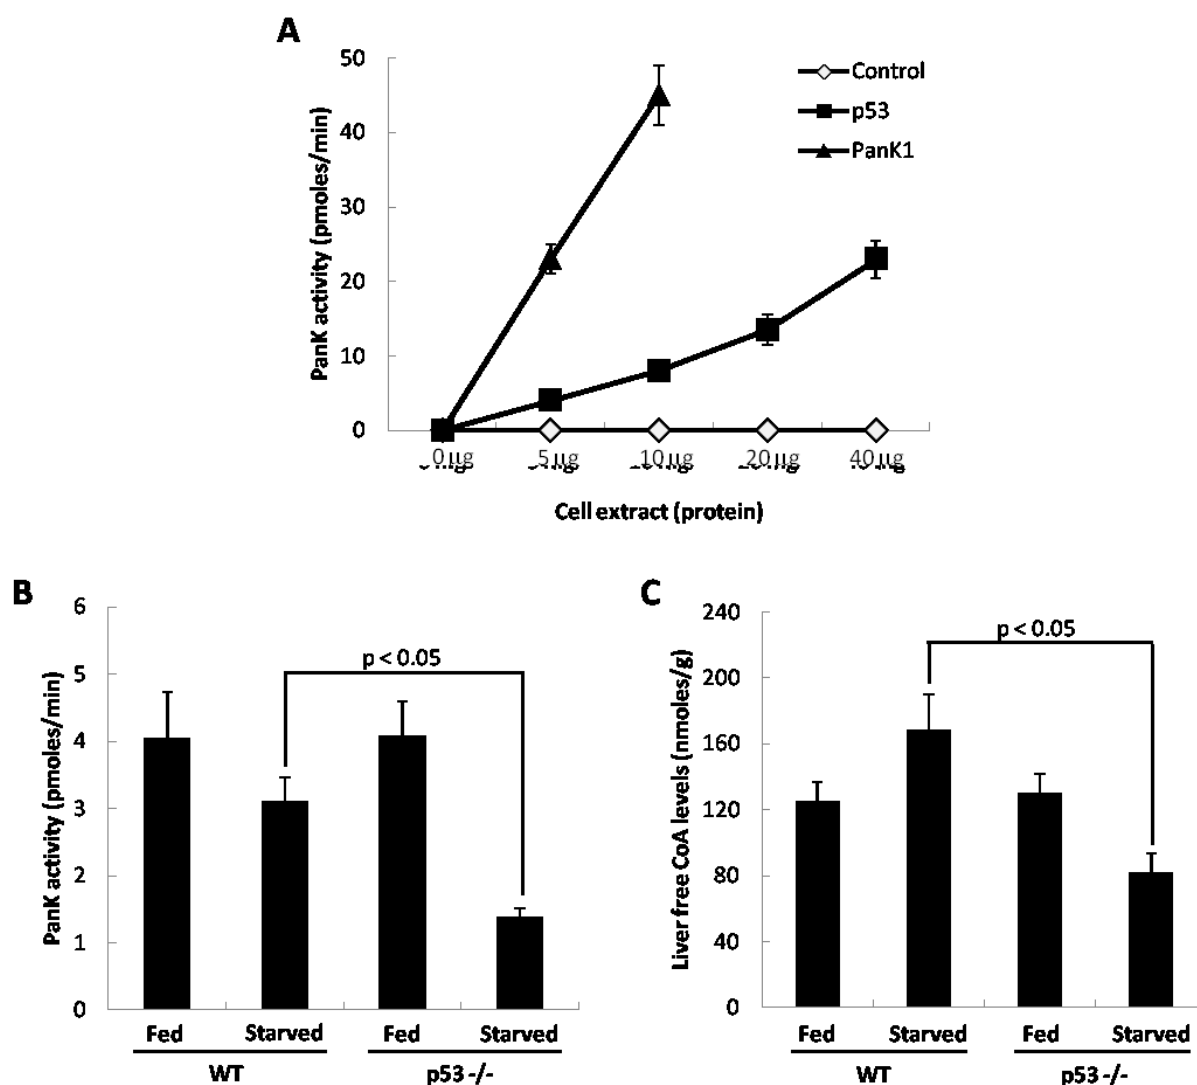 A
50
40
30
20
10
0
PanK activity (pmoles/min)
Control
p53
PanK1
0 µg 5 µg 10 µg 20 µg 40 µg
Cell extract (protein)
B
6
5
4
3
2
1
0
PanK activity (pmoles/min)
p < 0.05
Fed Starved Fed Starved
WT p53 -/-
C
240
200
160
120
80
40
0
Liver free CoA levels (nmoles/g)
p < 0.05
Fed Starved Fed Starved
WT p53 -/-